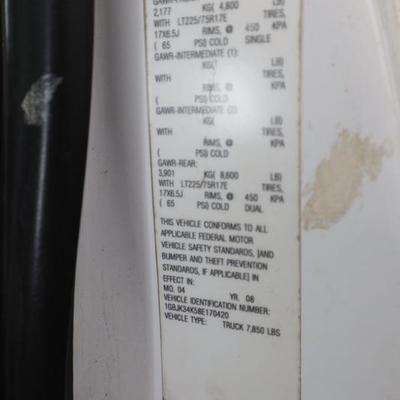 2,177 KG( 4,800 LB)
WITH LT225/75R17E TIRES,
17X6.5J RIMS, @ 450 KPA
( 65 PSI) COLD SINGLE
GAWR-INTERMEDIATE (1):
KG( LB)
WITH TIRES,
RIMS, @ KPA
( PSI) COLD
GAWR-INTERMEDIATE (2):
KG( LB)
WITH TIRES,
RIMS, @ KPA
( PSI) COLD
GAWR-REAR:
3,901 KG( 8,600 LB)
WITH LT225/75R17E TIRES,
17X6.5J RIMS, @ 450 KPA
( 65 PSI) COLD DUAL
THIS VEHICLE CONFORMS TO ALL
APPLICABLE FEDERAL MOTOR
VEHICLE SAFETY STANDARDS, [AND
BUMPER AND THEFT PREVENTION
STANDARDS, IF APPLICABLE] IN
EFFECT IN:
MO. 04 YR. 08
VEHICLE IDENTIFICATION NUMBER:
1GBJK34K58E170420
VEHICLE TYPE: TRUCK 7,850 LBS